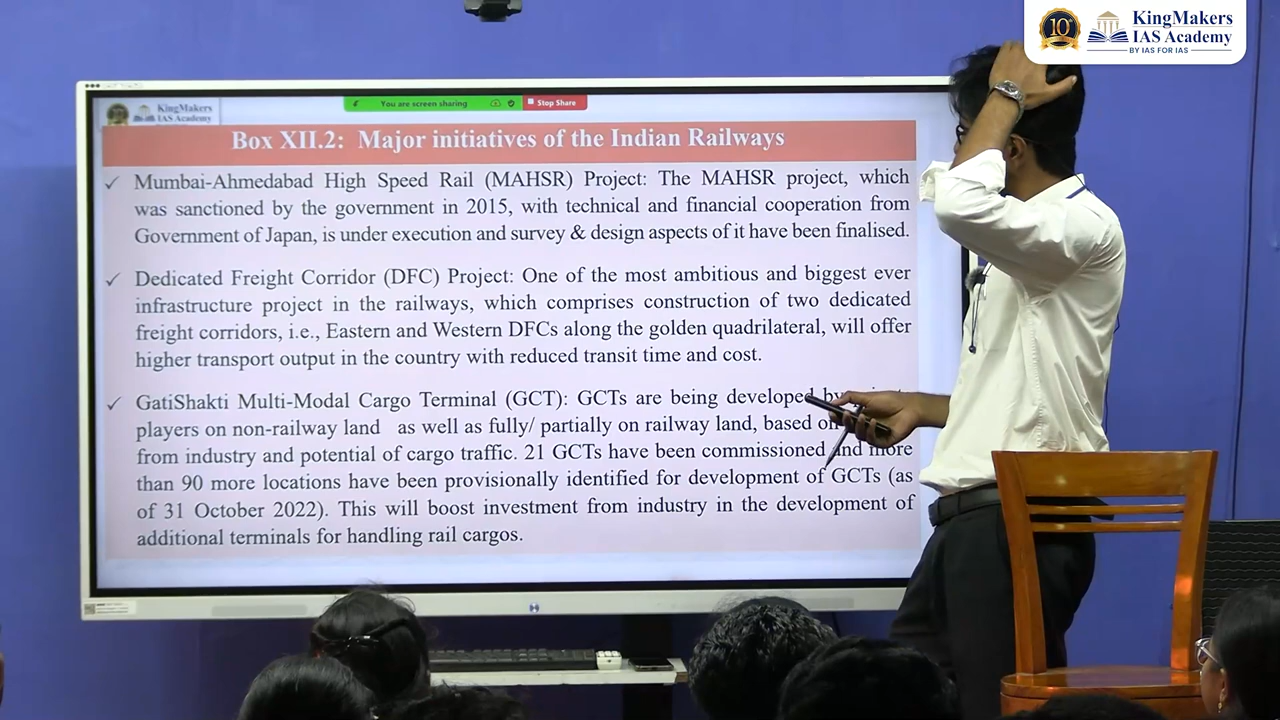 10
KingMakers
IAS Academy
BY IAS FOR IAS
KingMakers
IAS Academy
You are screen sharing
Stop Share
Box XII.2: Major initiatives of the Indian Railways
✓ Mumbai-Ahmedabad High Speed Rail (MAHSR) Project: The MAHSR project, which
was sanctioned by the government in 2015, with technical and financial cooperation from
Government of Japan, is under execution and survey & design aspects of it have been finalised.
✓ Dedicated Freight Corridor (DFC) Project: One of the most ambitious and biggest ever
infrastructure project in the railways, which comprises construction of two dedicated
freight corridors, i.e., Eastern and Western DFCs along the golden quadrilateral, will offer
higher transport output in the country with reduced transit time and cost.
✓ GatiShakti Multi-Modal Cargo Terminal (GCT): GCTs are being developed by
players on non-railway land as well as fully/ partially on railway land, based on
from industry and potential of cargo traffic. 21 GCTs have been commissioned and more
than 90 more locations have been provisionally identified for development of GCTs (as
of 31 October 2022). This will boost investment from industry in the development of
additional terminals for handling rail cargos.